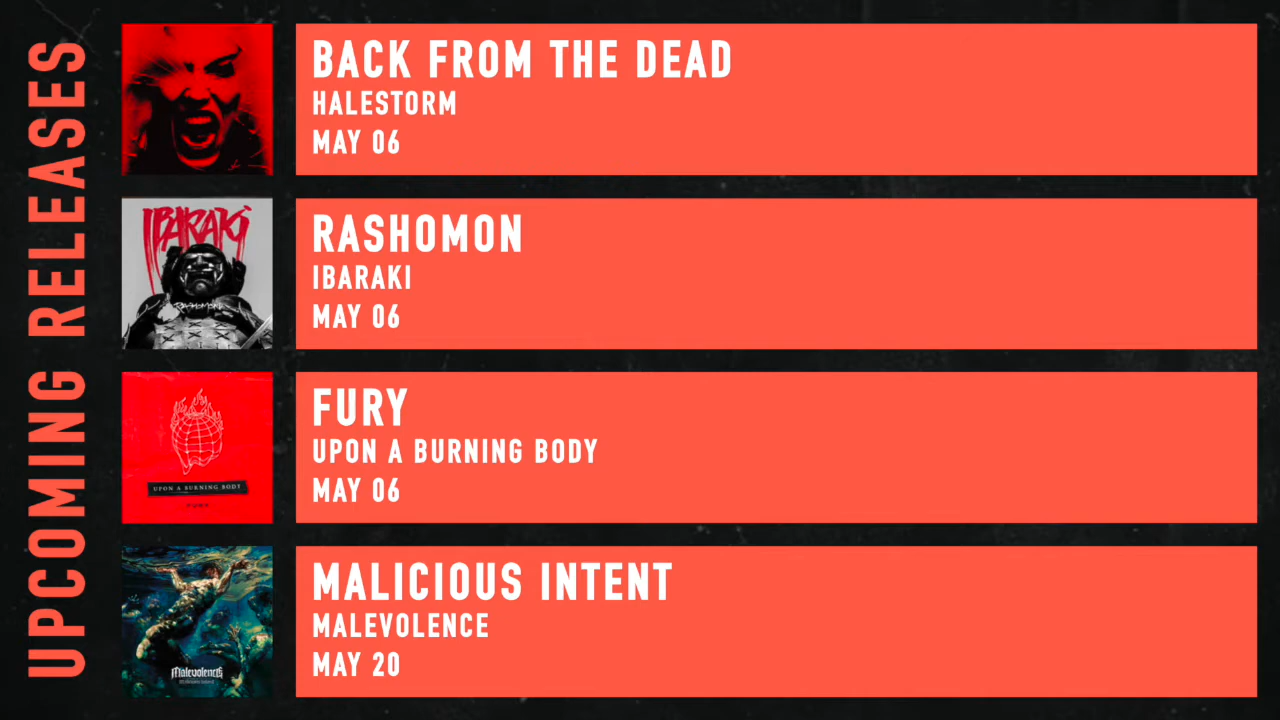 UPCOMING RELEASES
BACK FROM THE DEAD
HALESTORM
MAY 06
IBARAKI
RASHOMON
RASHOMON
IBARAKI
MAY 06
UPON A BURNING BODY
FURY
UPON A BURNING BODY
MAY 06
Malevolence
MALICIOUS INTENT
MALEVOLENCE
MAY 20